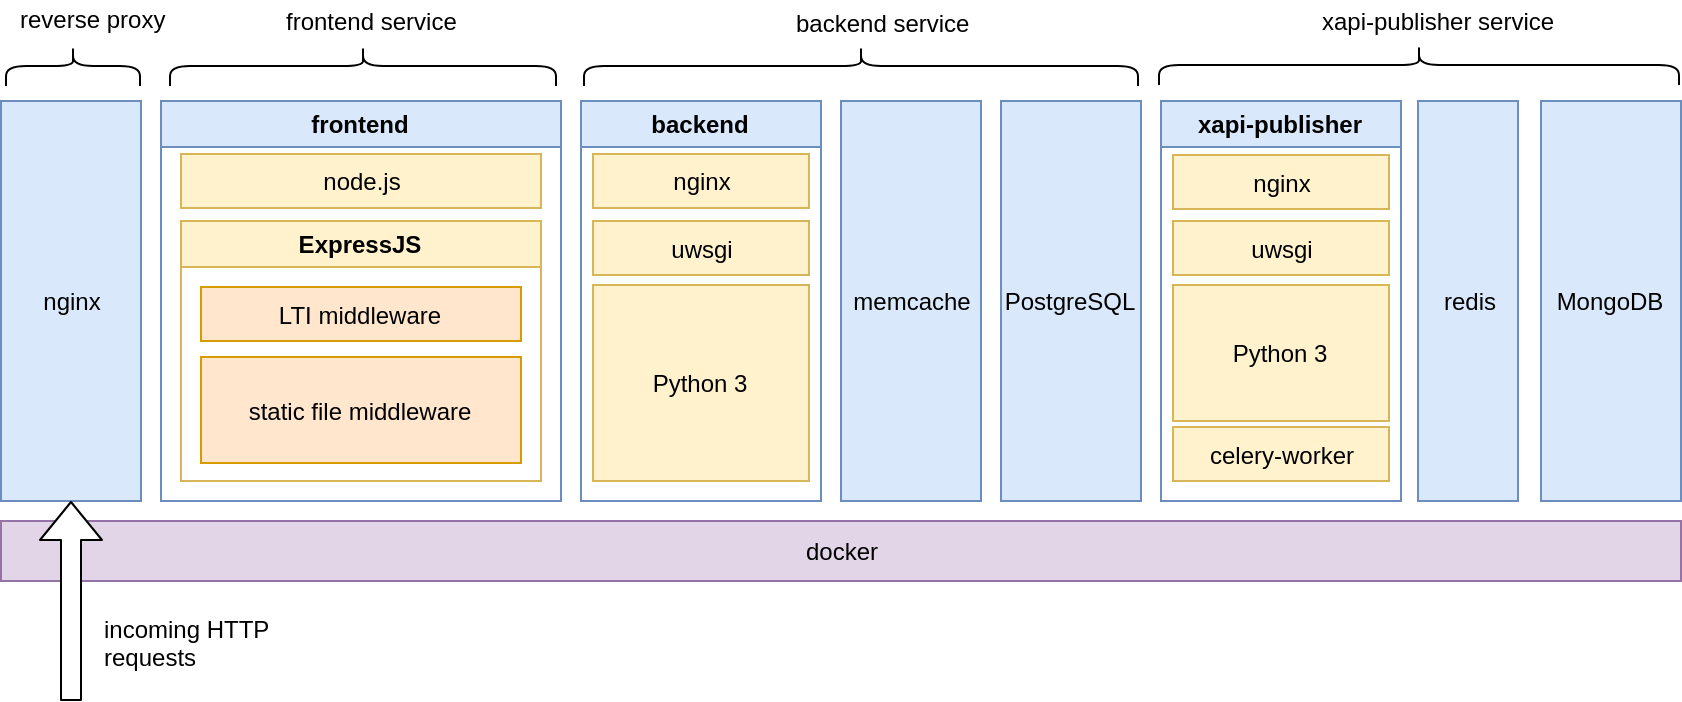 reverse proxy
frontend service
backend service
xapi-publisher service
nginx
frontend
node.js
ExpressJS
LTI middleware
static file middleware
backend
nginx
uwsgi
Python 3
memcache
PostgreSQL
xapi-publisher
nginx
uwsgi
Python 3
celery-worker
redis
MongoDB
docker
incoming HTTP
requests